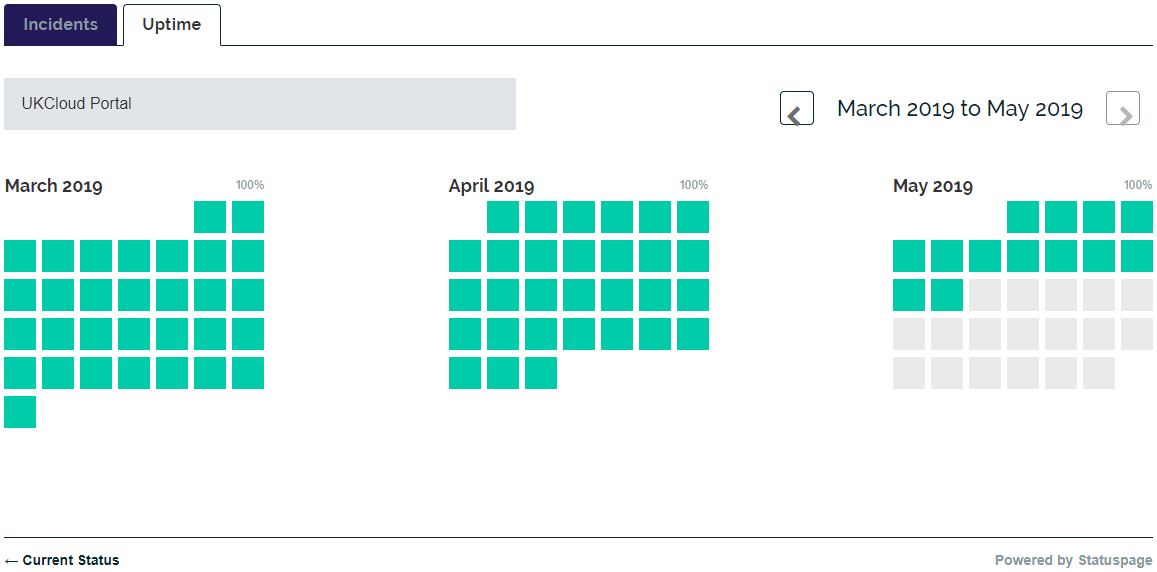 Incidents
Uptime
UKCloud Portal
March 2019 to May 2019
March 2019 100%
April 2019 100%
May 2019 100%
← Current Status
Powered by Statuspage